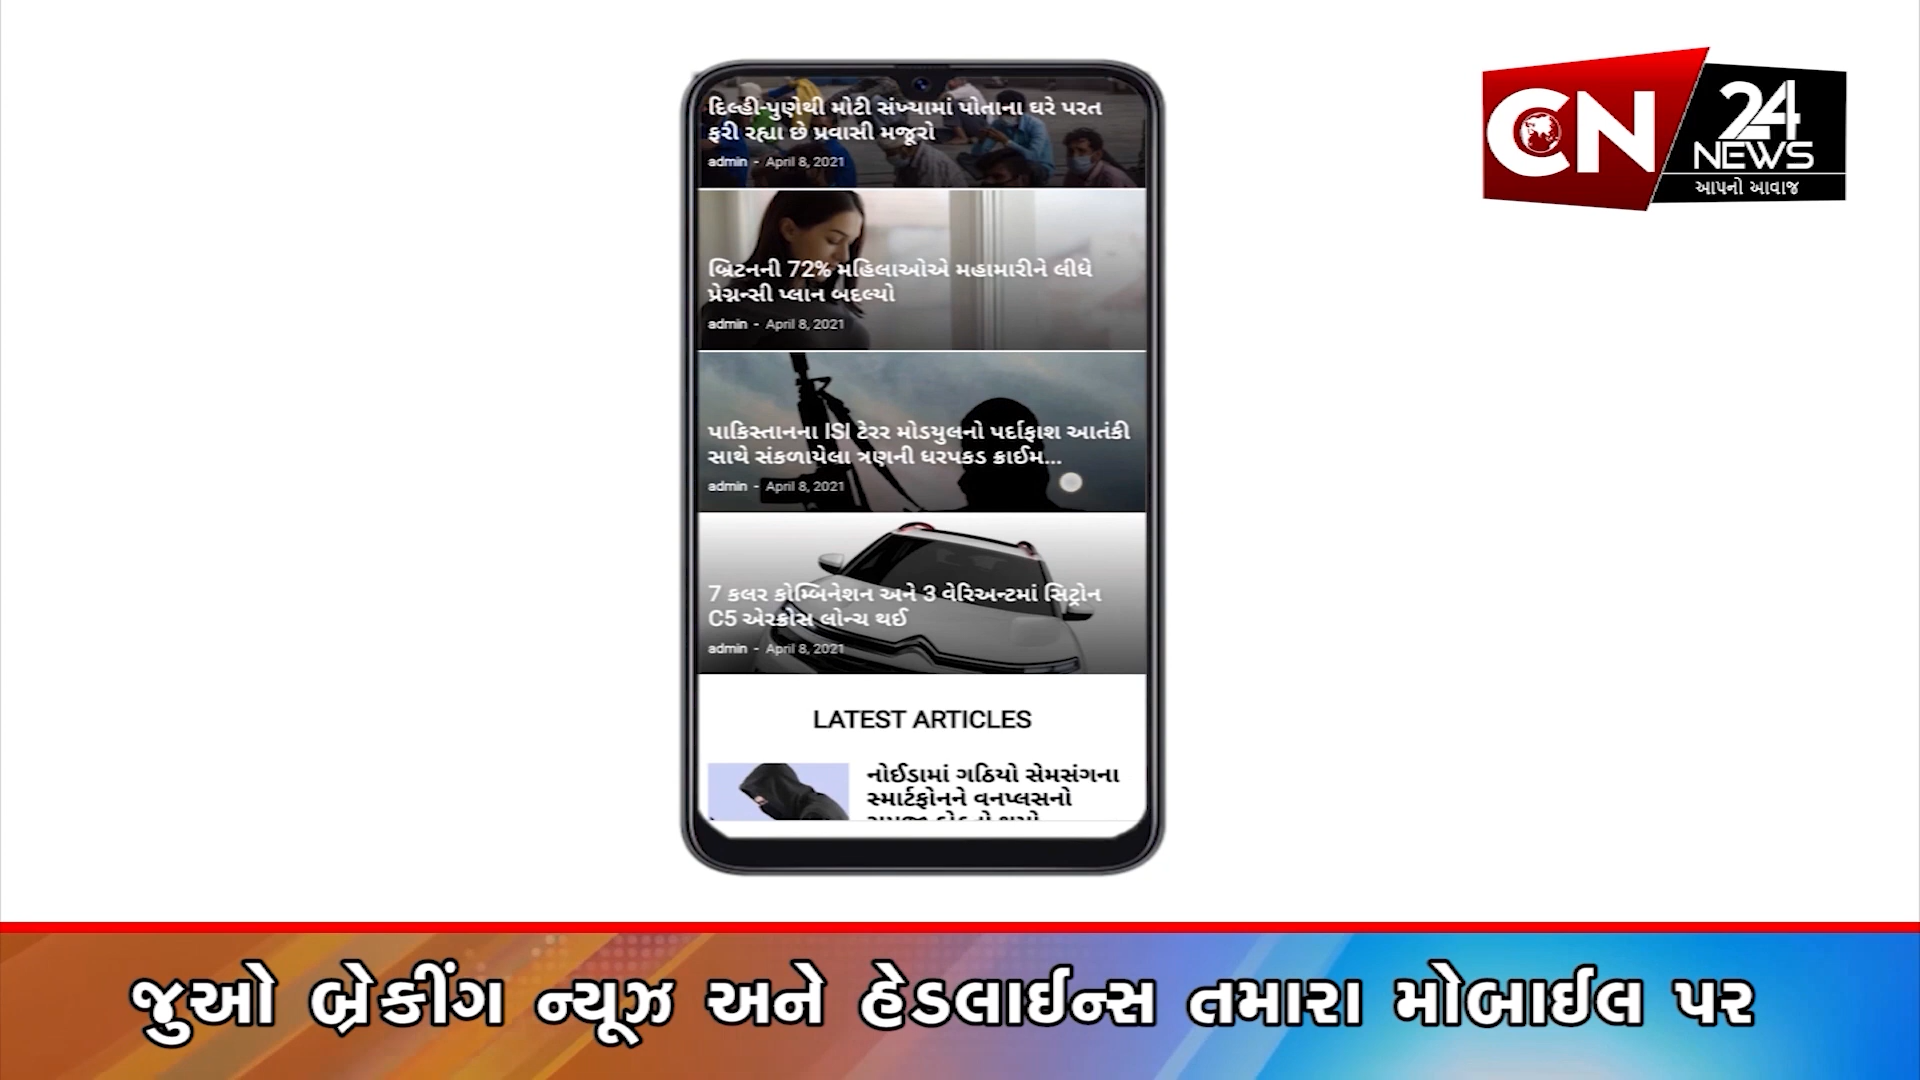 દિલ્હી-પુણેથી મોટી સંખ્યામાં પોતાના ઘરે પરત
ફરી રહ્યા છે પ્રવાસી મજૂરો
admin - April 8, 2021
બ્રિટનની 72% મહિલાઓએ મહામારીને લીધે
પ્રેગ્નન્સી પ્લાન બદલ્યો
admin - April 8, 2021
પાકિસ્તાનના ISI ટેરર મોડયુલનો પર્દાફાશ આતંકી
સાથે સંકળાયેલા ત્રણની ધરપકડ ક્રાઈમ...
admin - April 8, 2021
7 કલર કોમ્બિનેશન અને 3 વેરિઅન્ટમાં સિટ્રોન
C5 એરક્રોસ લોન્ચ થઈ
admin - April 8, 2021
LATEST ARTICLES
નોઈડામાં ગઠિયો સેમસંગના
સ્માર્ટફોનને વનપ્લસનો
CN
24
NEWS
આપનો અવાજ
જુઓ બ્રેકીંગ ન્યૂઝ અને હેડલાઈન્સ તમારા મોબાઈલ પર